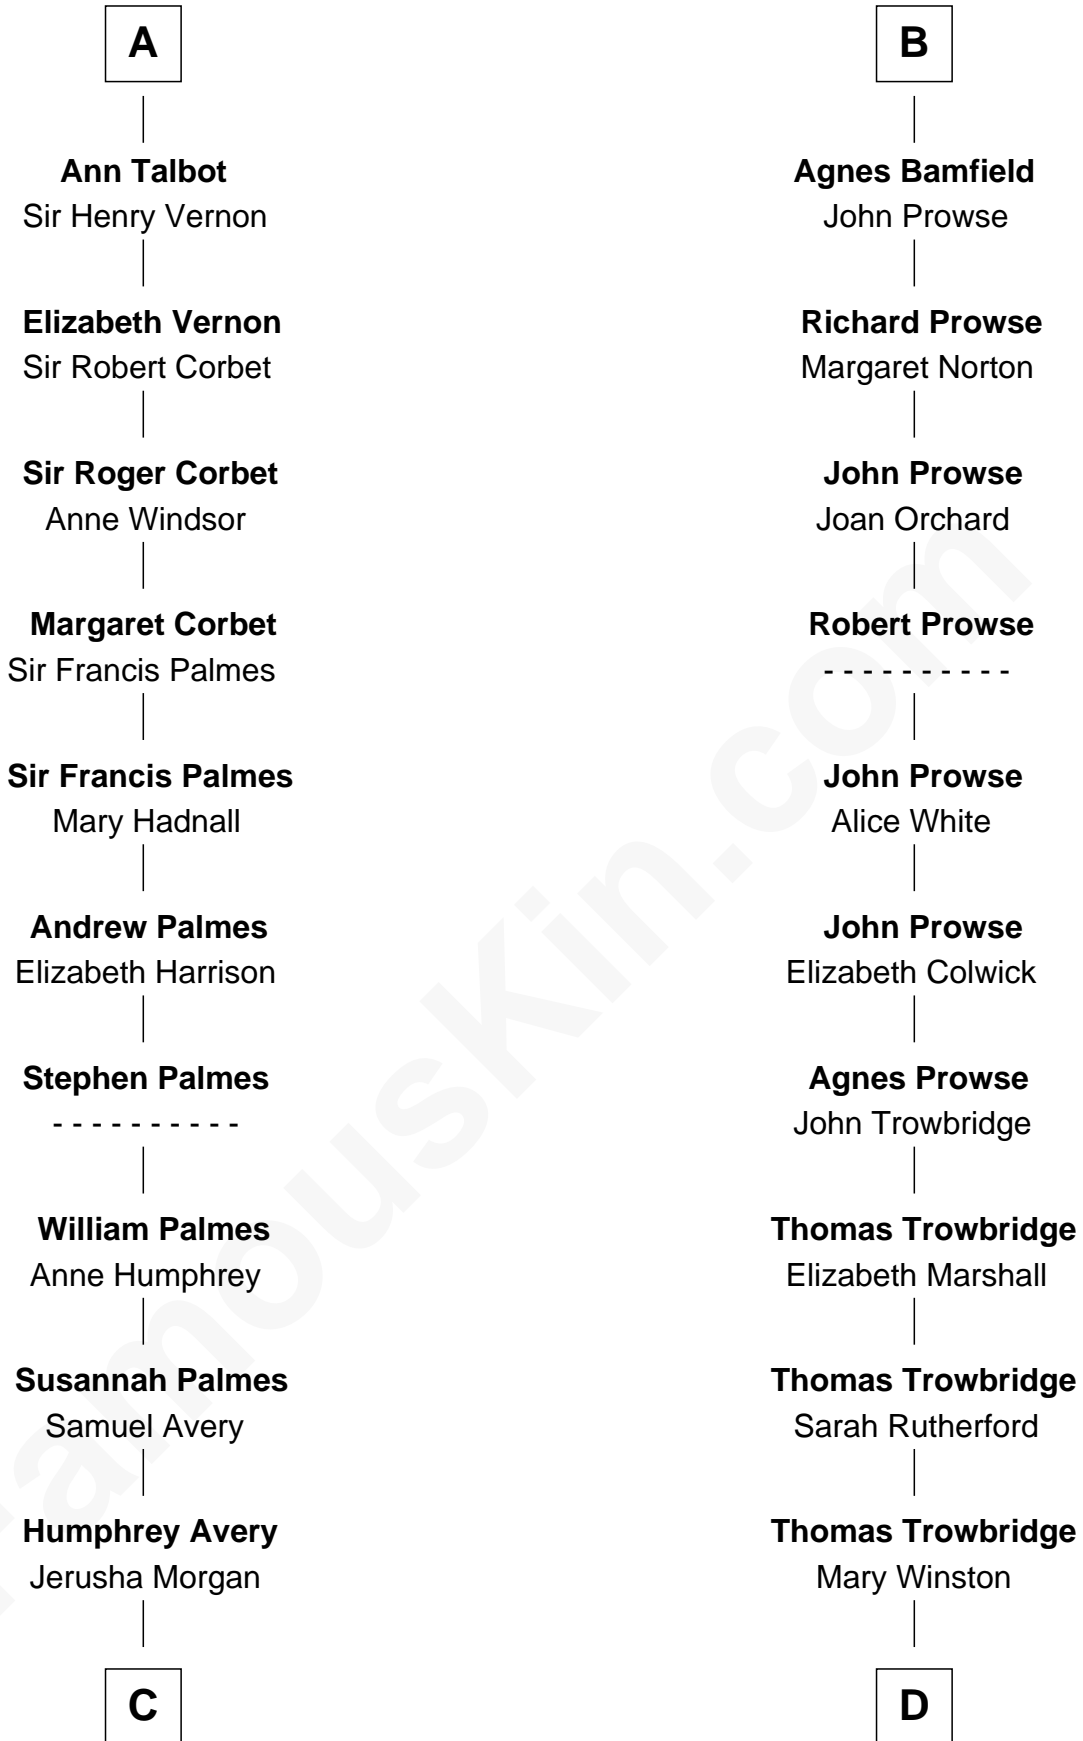 A
Ann Talbot
Sir Henry Vernon
Elizabeth Vernon
Sir Robert Corbet
Sir Roger Corbet
Anne Windsor
Margaret Corbet
Sir Francis Palmes
Sir Francis Palmes
Mary Hadnall
Andrew Palmes
Elizabeth Harrison
Stephen Palmes
- - - - - - - - - -
William Palmes
Anne Humphrey
Susannah Palmes
Samuel Avery
Humphrey Avery
Jerusha Morgan
C
B
Agnes Bamfield
John Prowse
Richard Prowse
Margaret Norton
John Prowse
Joan Orchard
Robert Prowse
- - - - - - - - - -
John Prowse
Alice White
John Prowse
Elizabeth Colwick
Agnes Prowse
John Trowbridge
Thomas Trowbridge
Elizabeth Marshall
Thomas Trowbridge
Sarah Rutherford
Thomas Trowbridge
Mary Winston
D
FamousKin.com